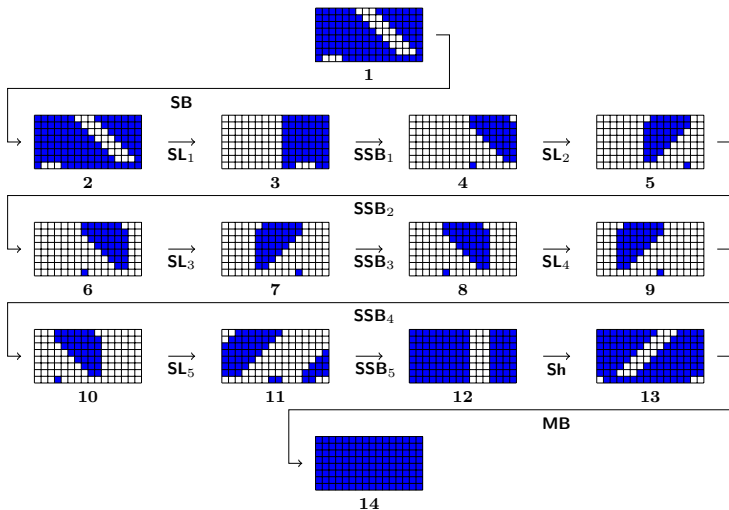 1
SB
SL₁ SSB₁ SL₂
2 3 4 5
SSB₂
SL₃ SSB₃ SL₄
6 7 8 9
SSB₄
SL₅ SSB₅ Sh
10 11 12 13
MB
14